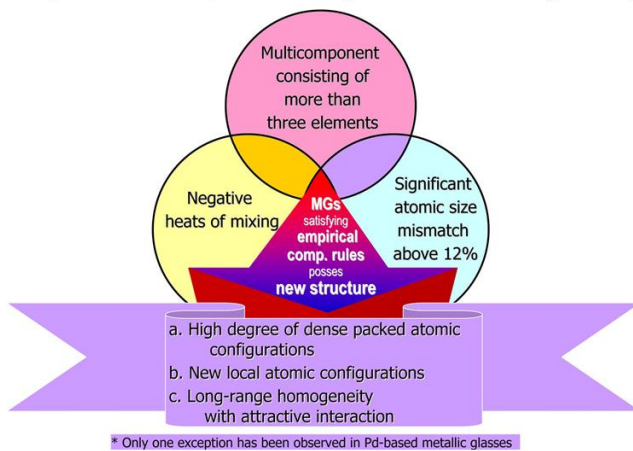 Multicomponent
consisting of
more than
three elements
Negative
heats of mixing
MGs
satisfying
empirical
comp. rules
posses
new structure
Significant
atomic size
mismatch
above 12%
a. High degree of dense packed atomic
configurations
b. New local atomic configurations
c. Long-range homogeneity
with attractive interaction
* Only one exception has been observed in Pd-based metallic glasses